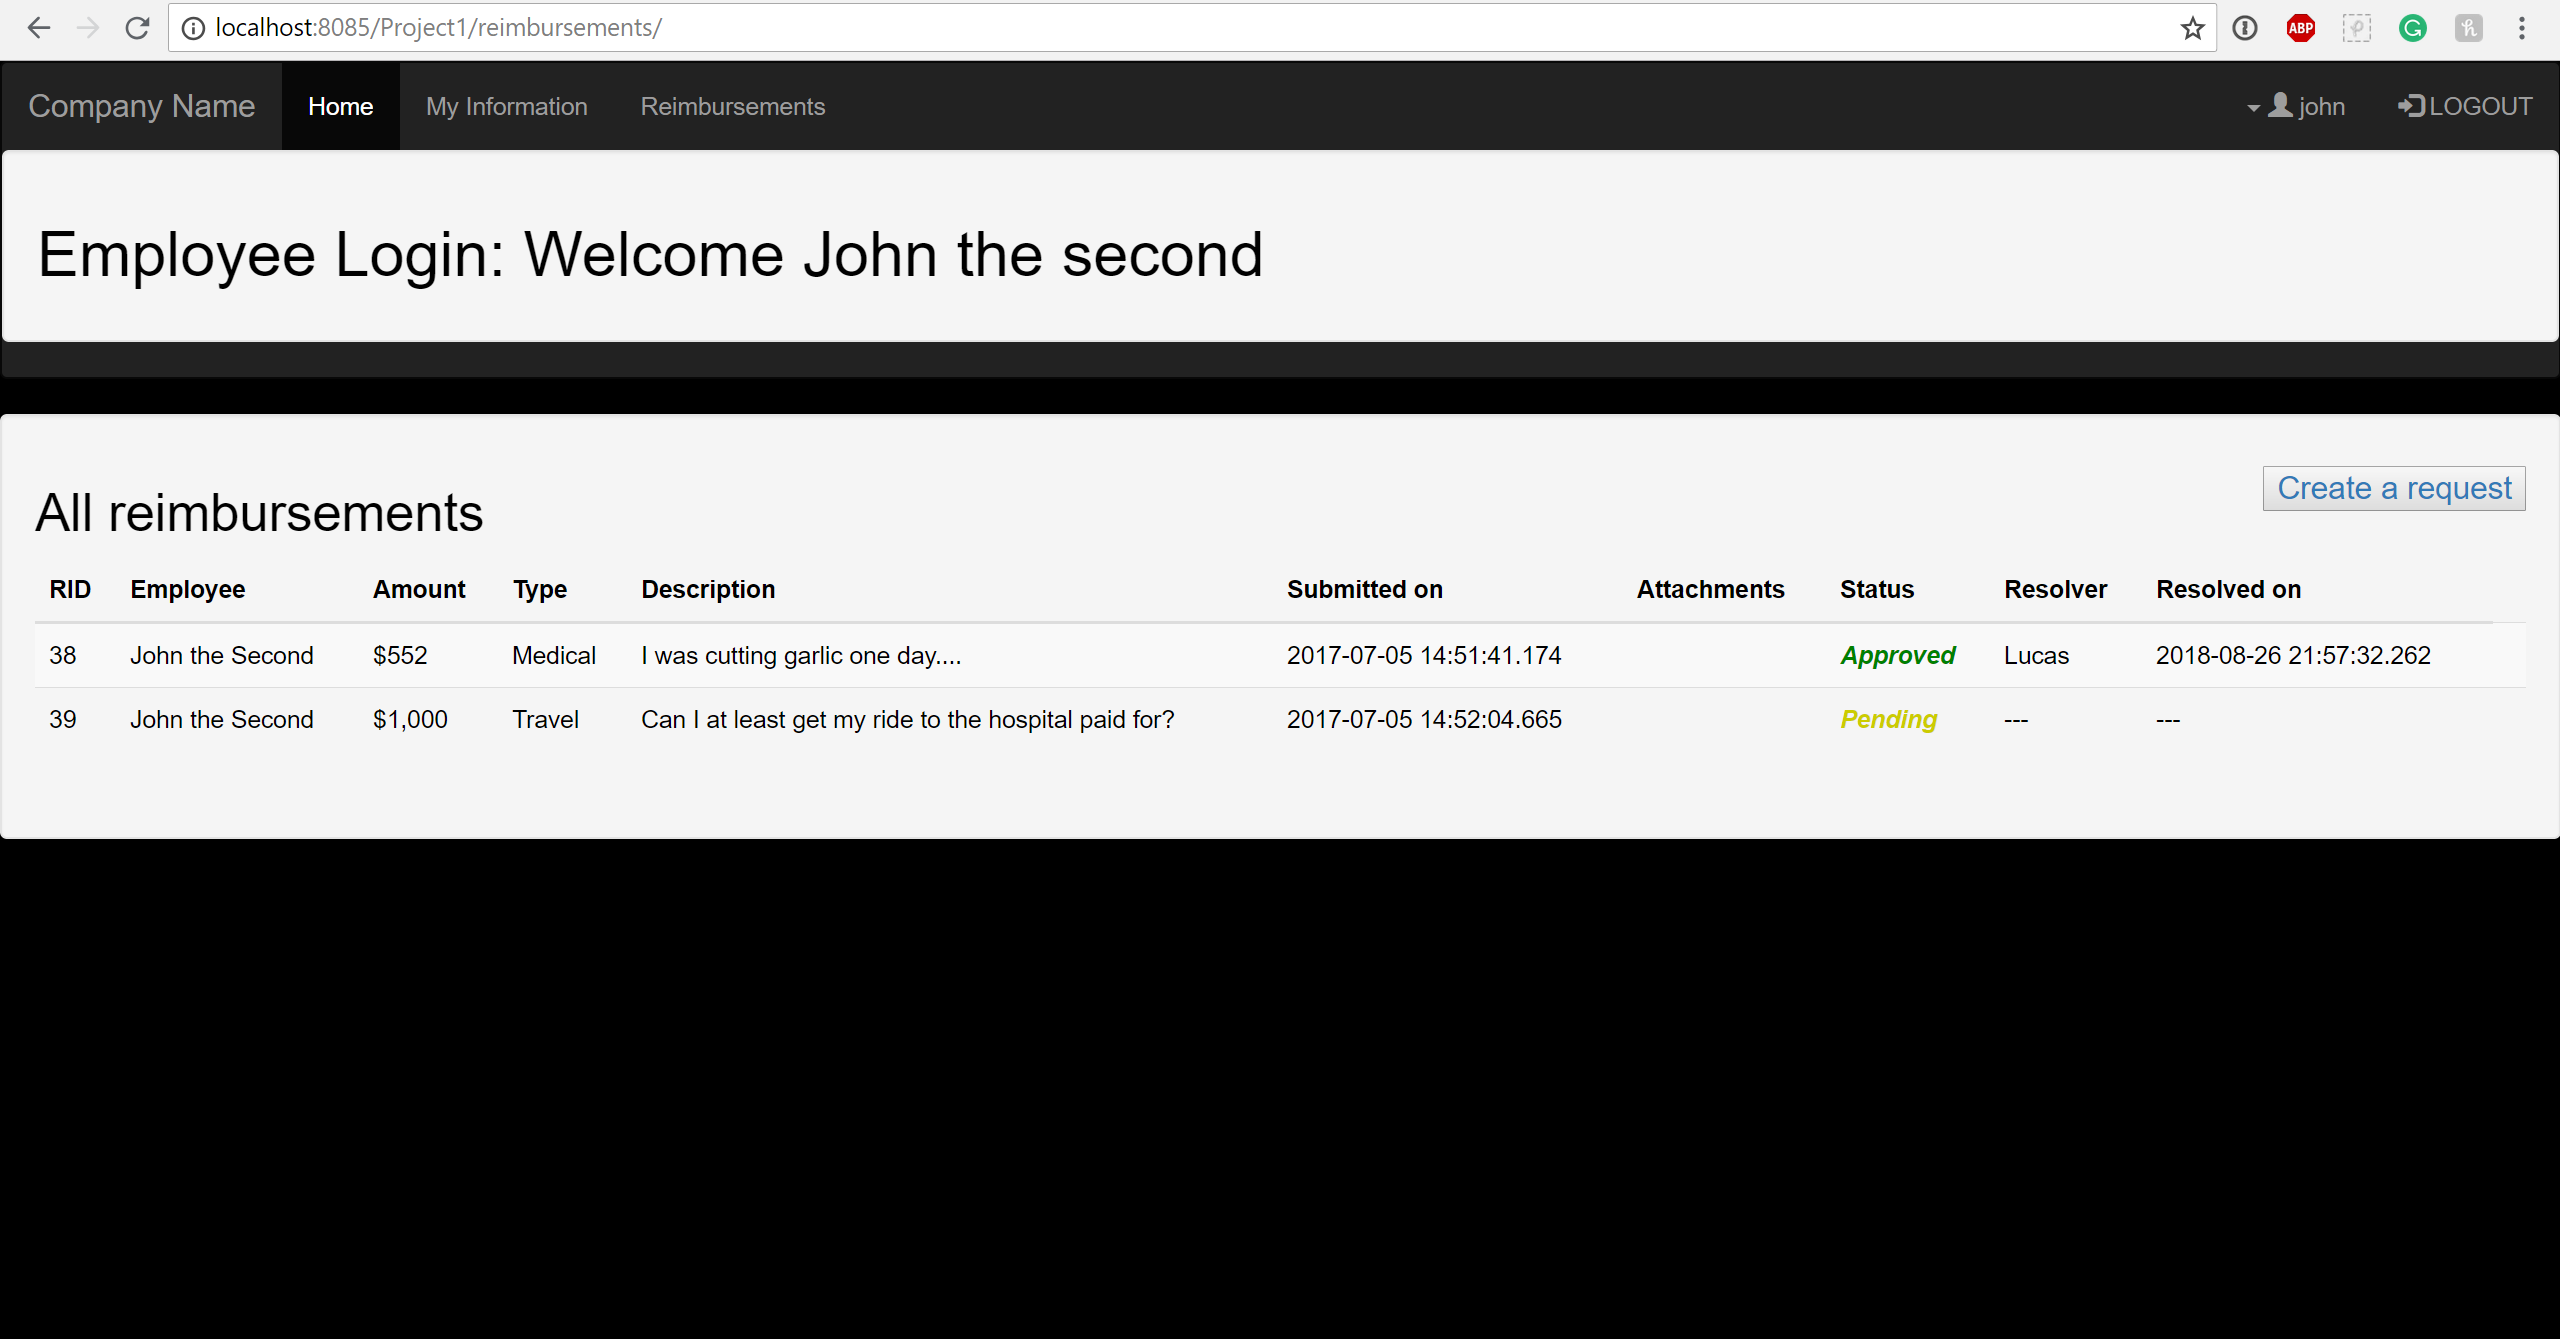 localhost:8085/Project1/reimbursements/
ABP
Company Name Home My Information Reimbursements john LOGOUT
Employee Login: Welcome John the second
Create a request
All reimbursements
RID Employee Amount Type Description Submitted on Attachments Status Resolver Resolved on
38 John the Second $552 Medical I was cutting garlic one day.... 2017-07-05 14:51:41.174 Approved Lucas 2018-08-26 21:57:32.262
39 John the Second $1,000 Travel Can I at least get my ride to the hospital paid for? 2017-07-05 14:52:04.665 Pending --- ---